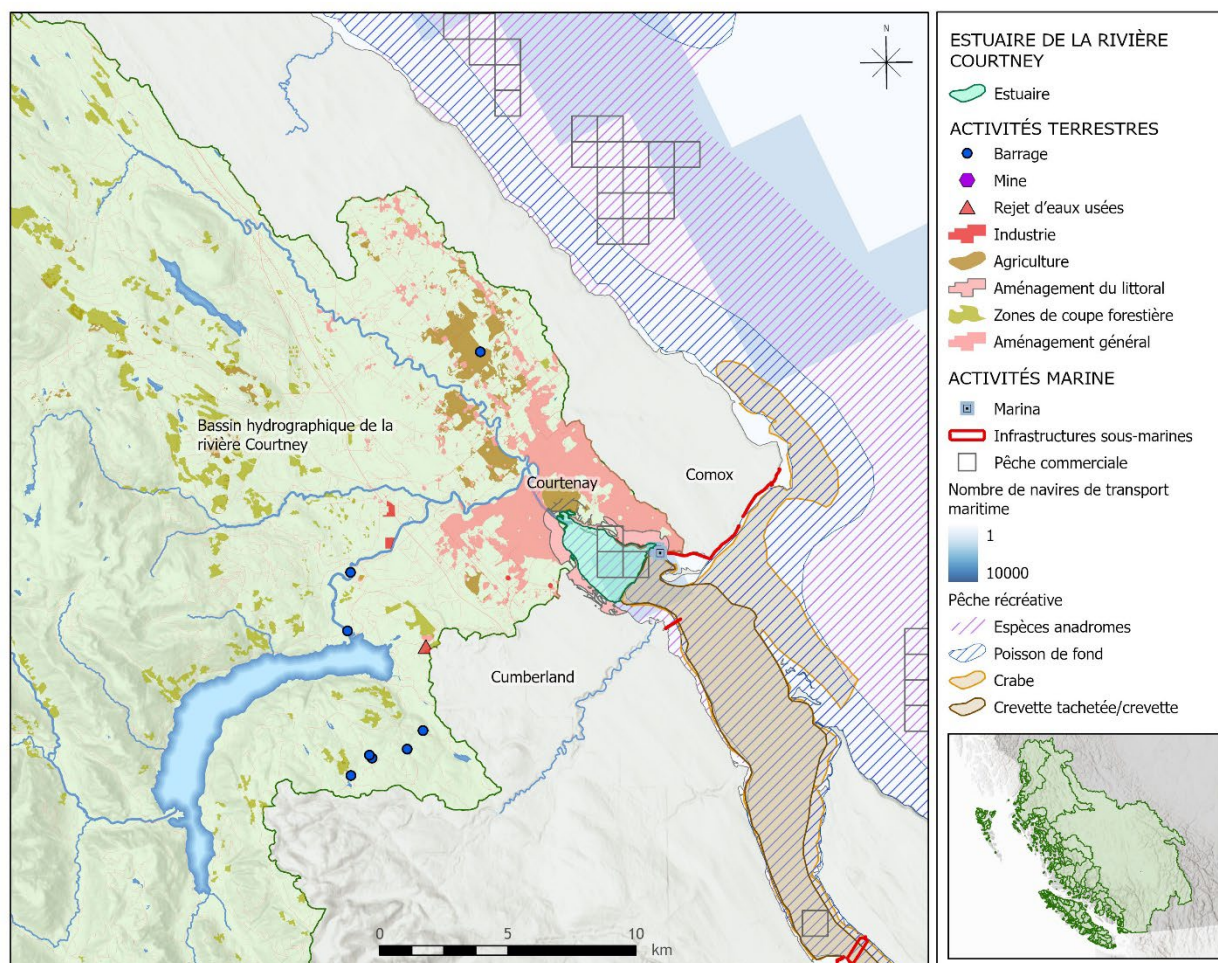 N
Bassin hydrographique de la
rivière Courtney
Courtenay
Comox
Cumberland
0 5 10
km
ESTUAIRE DE LA RIVIÈRE
COURTNEY
Estuaire
ACTIVITÉS TERRESTRES
Barrage
Mine
Rejet d'eaux usées
Industrie
Agriculture
Aménagement du littoral
Zones de coupe forestière
Aménagement général
ACTIVITÉS MARINE
Marina
Infrastructures sous-marines
Pêche commerciale
Nombre de navires de transport
maritime
1
10000
Pêche récréative
Espèces anadromes
Poisson de fond
Crabe
Crevette tachetée/crevette